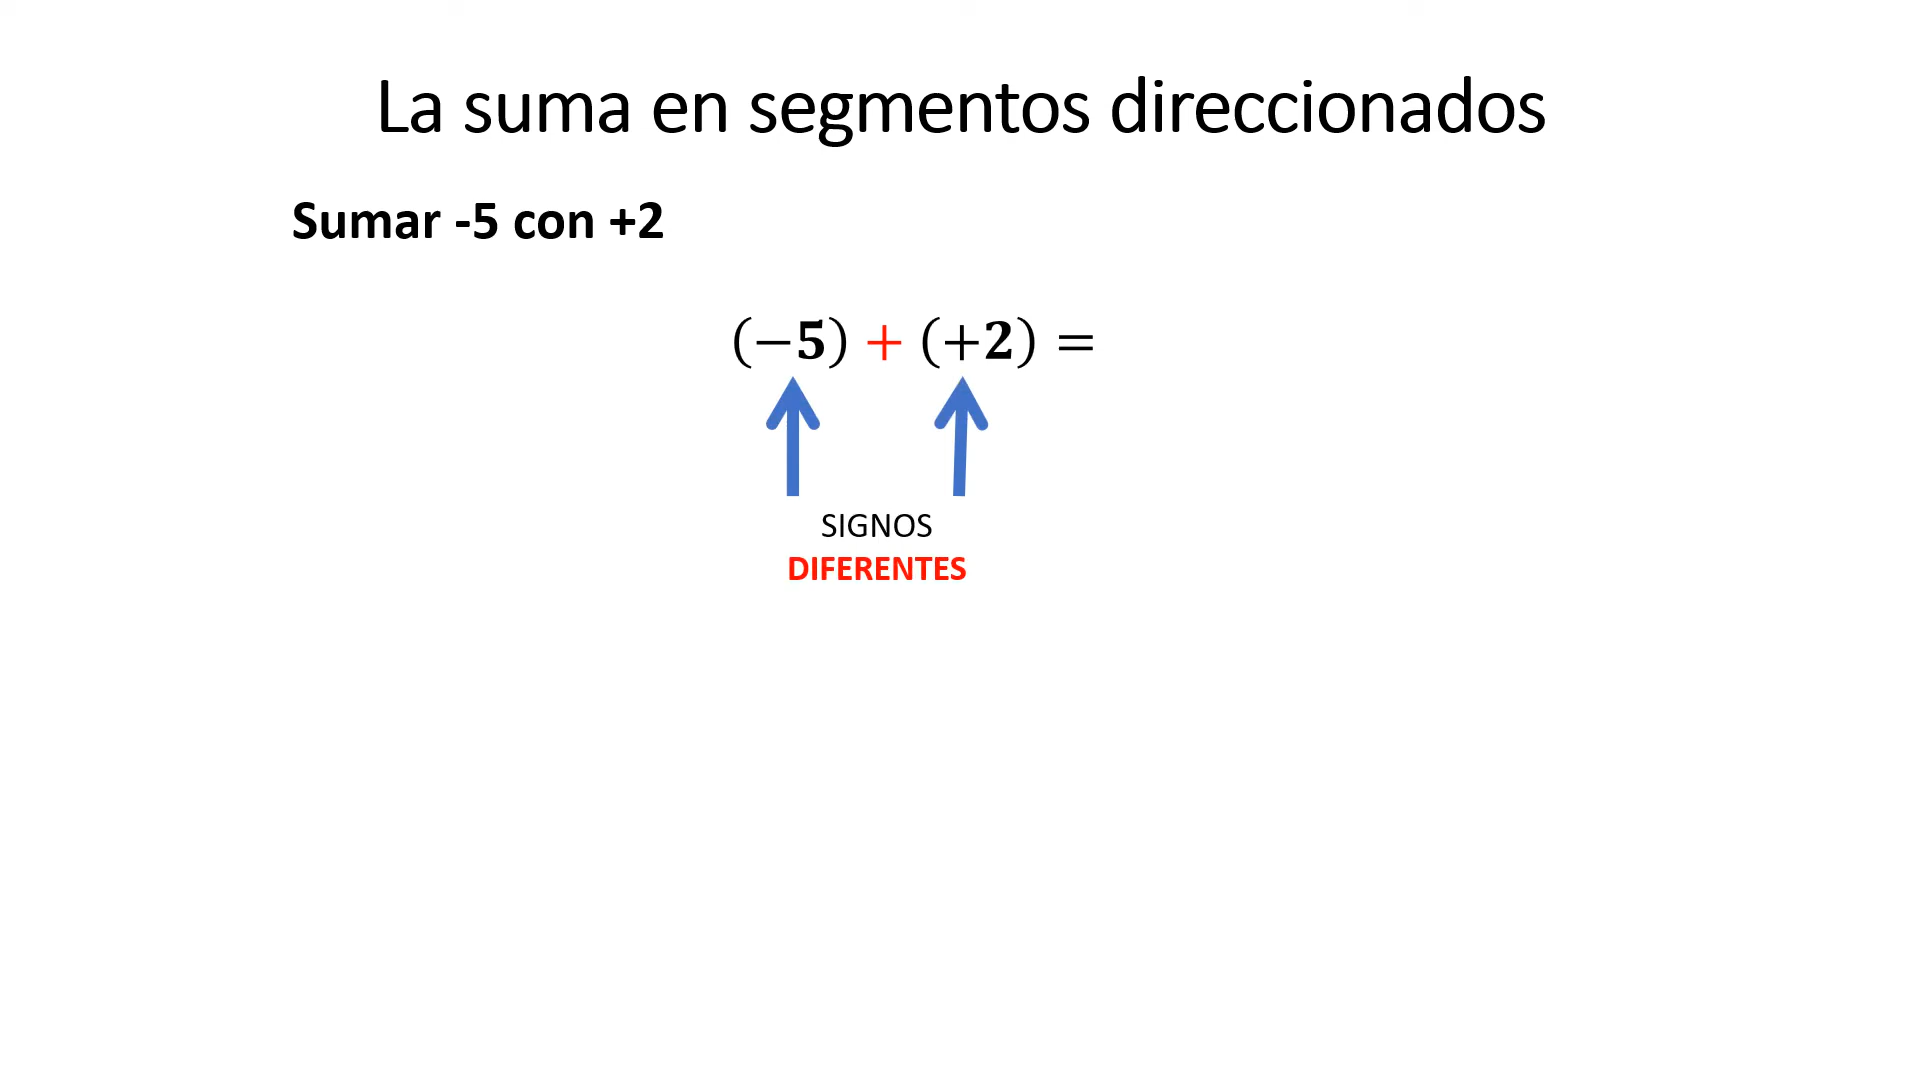 La suma en segmentos direccionados
Sumar -5 con +2
(−5) + (+2) =
SIGNOS
DIFERENTES